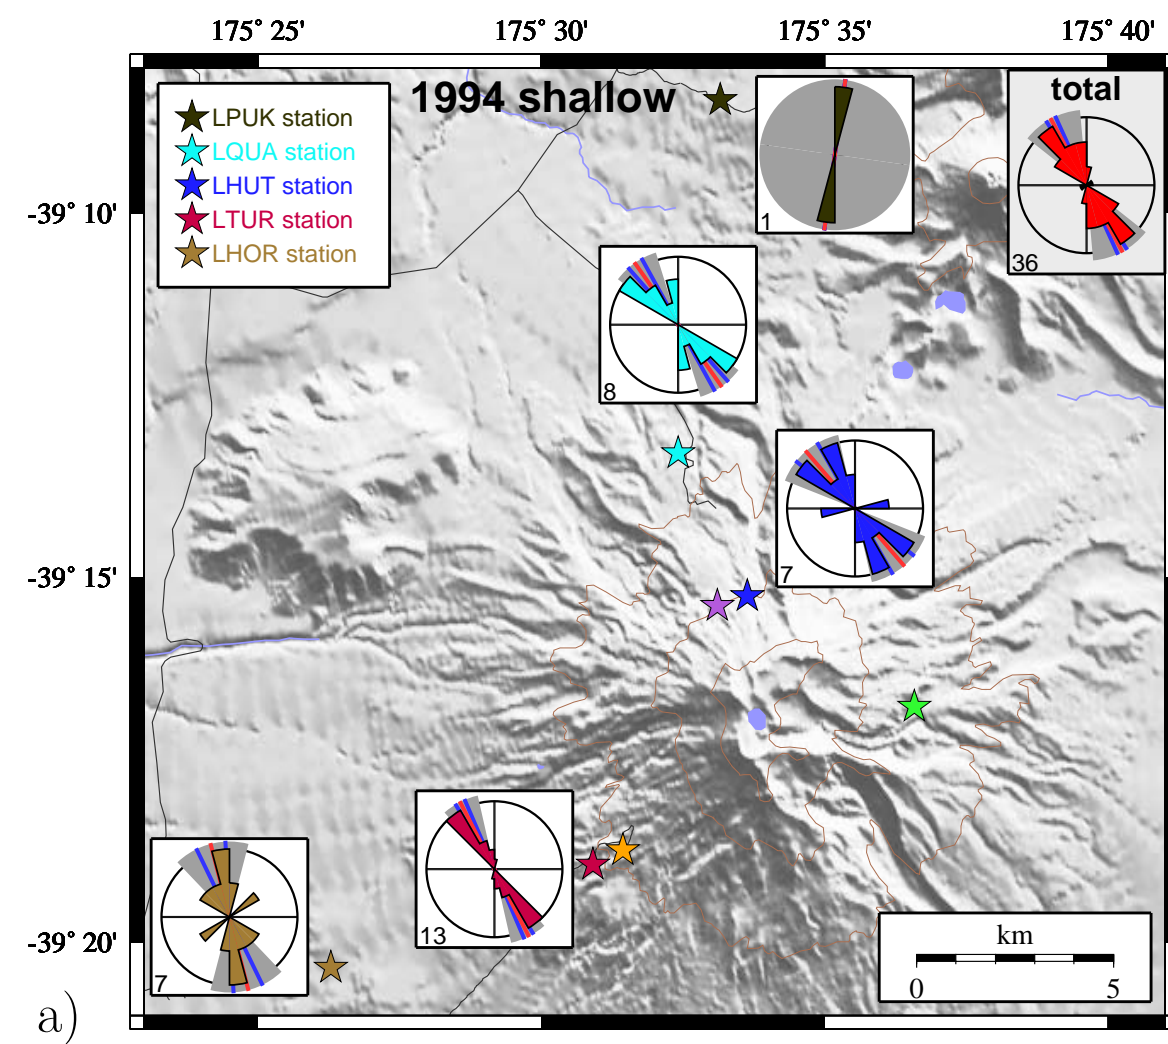 175° 25' 175° 30' 175° 35' 175° 40'
1994 shallow
total
LPUK station
LQUA station
LHUT station
LTUR station
LHOR station
1
36
8
7
13
7
-39° 10'
-39° 15'
-39° 20'
km
0 5
a)